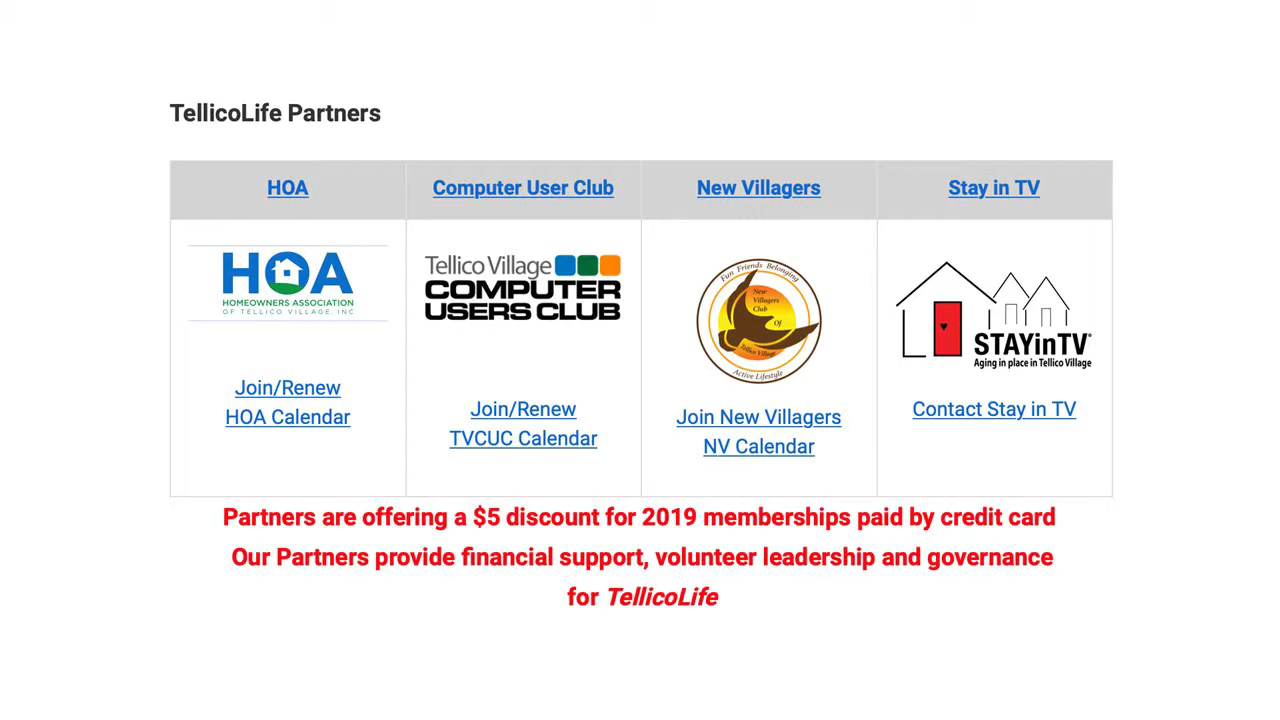 TellicoLife Partners
HOA
Computer User Club
New Villagers
Stay in TV
HOA
HOMEOWNERS ASSOCIATION
OF TELLICO VILLAGE, INC
Join/Renew
HOA Calendar
Tellico Village
COMPUTER
USERS CLUB
Join/Renew
TVCUC Calendar
Fun Friends Belonging
New
Villagers
Club
Of
Tellico Village
Active Lifestyle
Join New Villagers
NV Calendar
STAYinTV®
Aging in place in Tellico Village
Contact Stay in TV
Partners are offering a $5 discount for 2019 memberships paid by credit card
Our Partners provide financial support, volunteer leadership and governance
for TellicoLife